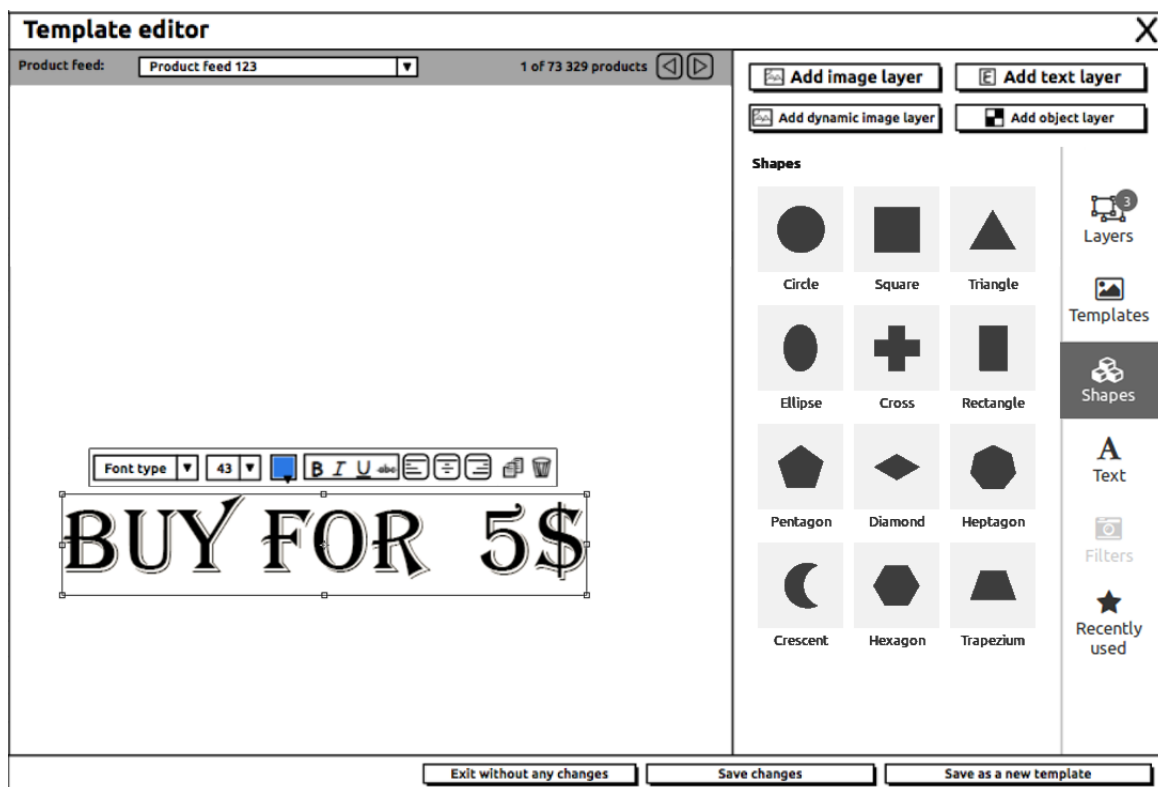 Template editor X
Product feed: Product feed 123 1 of 73 329 products
Add image layer E Add text layer
Add dynamic image layer Add object layer
Shapes
Circle Square Triangle
Ellipse Cross Rectangle
Pentagon Diamond Heptagon
Crescent Hexagon Trapezium
3
Layers
Templates
Shapes
A
Text
Filters
Recently
used
Font type 43 B I U abc
BUY FOR 5$
Exit without any changes Save changes Save as a new template